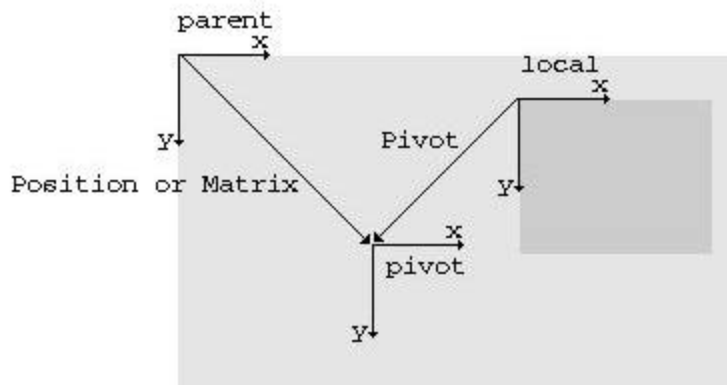 parent
x
local
x
y
Pivot
Position or Matrix
y
x
pivot
y